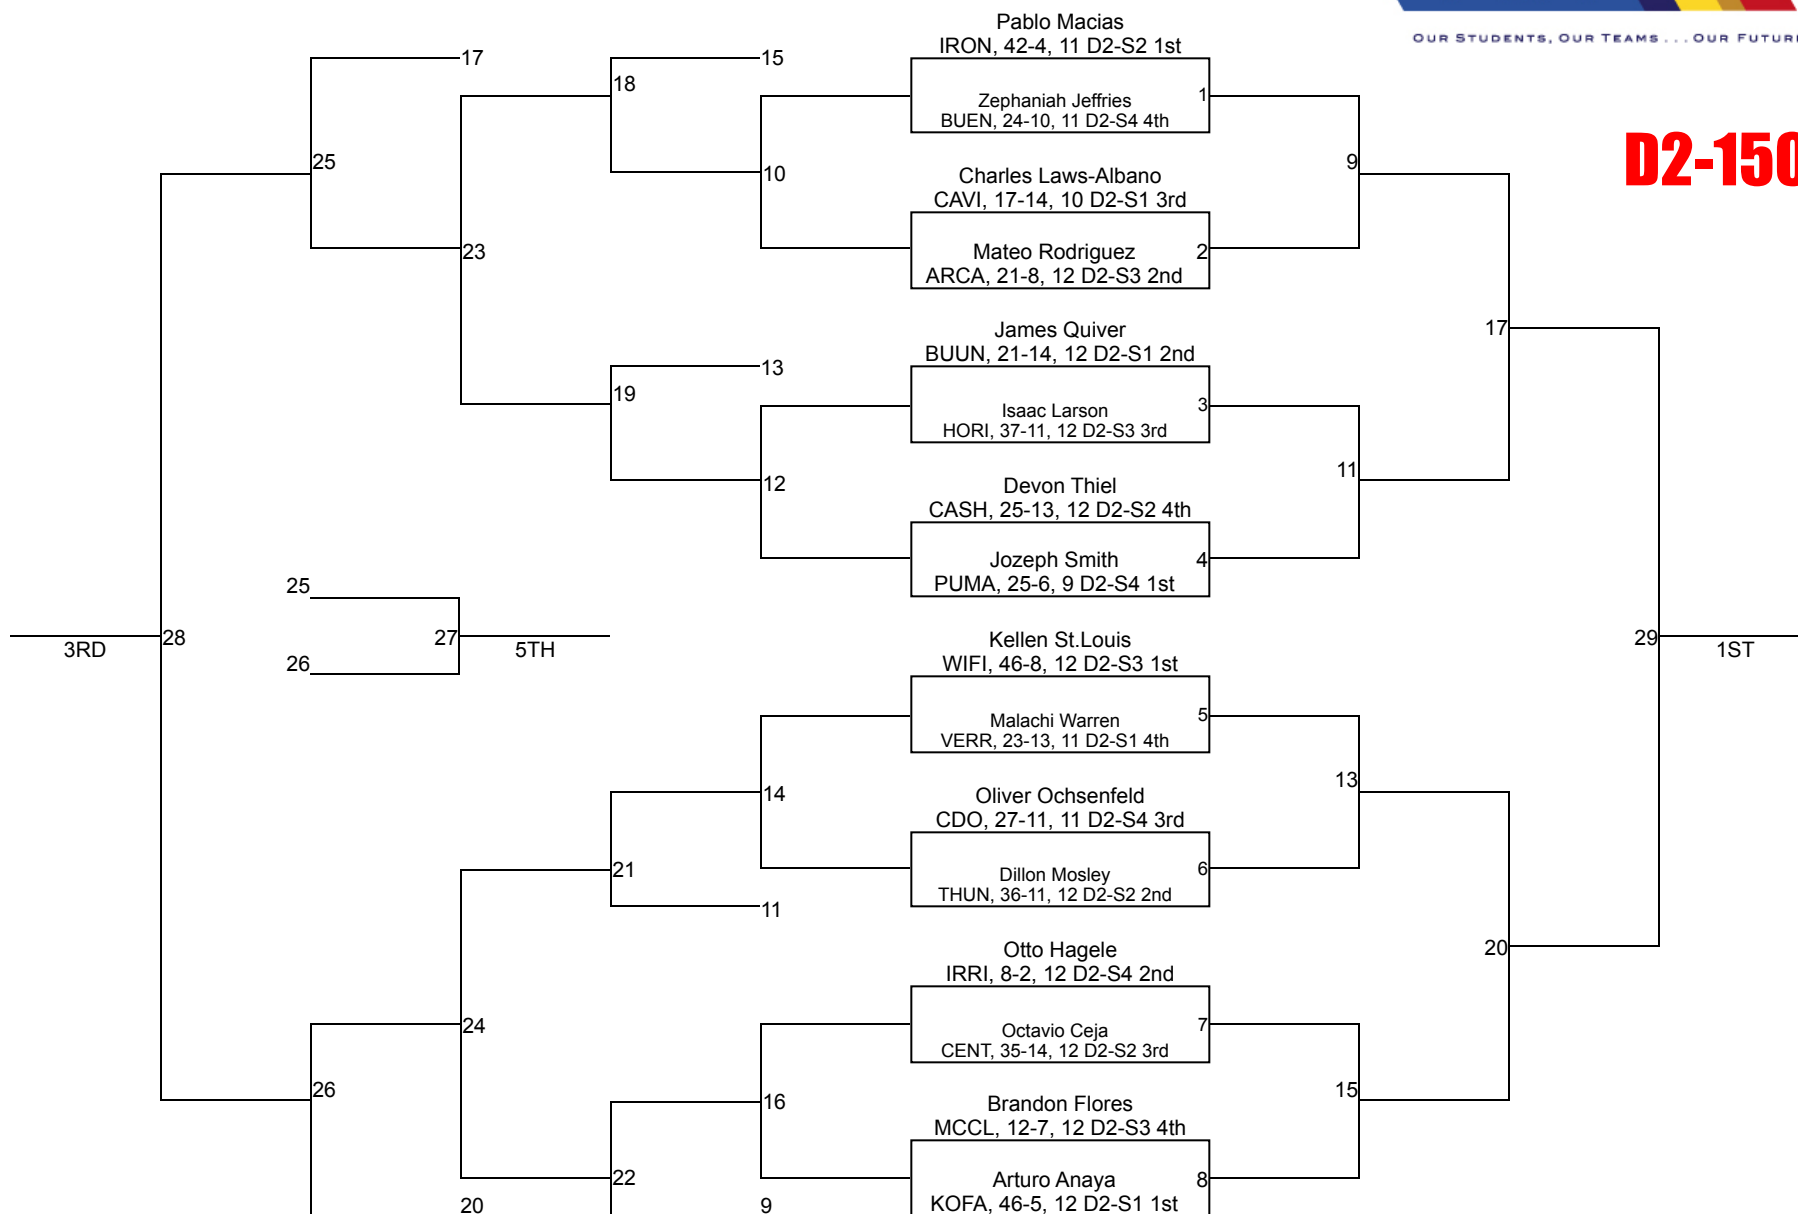 OUR STUDENTS, OUR TEAMS . . . OUR FUTURE
D2-150
Pablo Macias
IRON, 42-4, 11 D2-S2 1st
Zephaniah Jeffries
BUEN, 24-10, 11 D2-S4 4th
1
Charles Laws-Albano
CAVI, 17-14, 10 D2-S1 3rd
Mateo Rodriguez
ARCA, 21-8, 12 D2-S3 2nd
2
James Quiver
BUUN, 21-14, 12 D2-S1 2nd
Isaac Larson
HORI, 37-11, 12 D2-S3 3rd
3
Devon Thiel
CASH, 25-13, 12 D2-S2 4th
Jozeph Smith
PUMA, 25-6, 9 D2-S4 1st
4
Kellen St.Louis
WIFI, 46-8, 12 D2-S3 1st
Malachi Warren
VERR, 23-13, 11 D2-S1 4th
5
Oliver Ochsenfeld
CDO, 27-11, 11 D2-S4 3rd
Dillon Mosley
THUN, 36-11, 12 D2-S2 2nd
6
Otto Hagele
IRRI, 8-2, 12 D2-S4 2nd
Octavio Ceja
CENT, 35-14, 12 D2-S2 3rd
7
Brandon Flores
MCCL, 12-7, 12 D2-S3 4th
Arturo Anaya
KOFA, 46-5, 12 D2-S1 1st
8
9
11
13
15
17
20
29
1ST
15
10
13
12
14
11
16
9
18
19
21
22
17
23
24
20
25
26
25
26
27
5TH
28
3RD